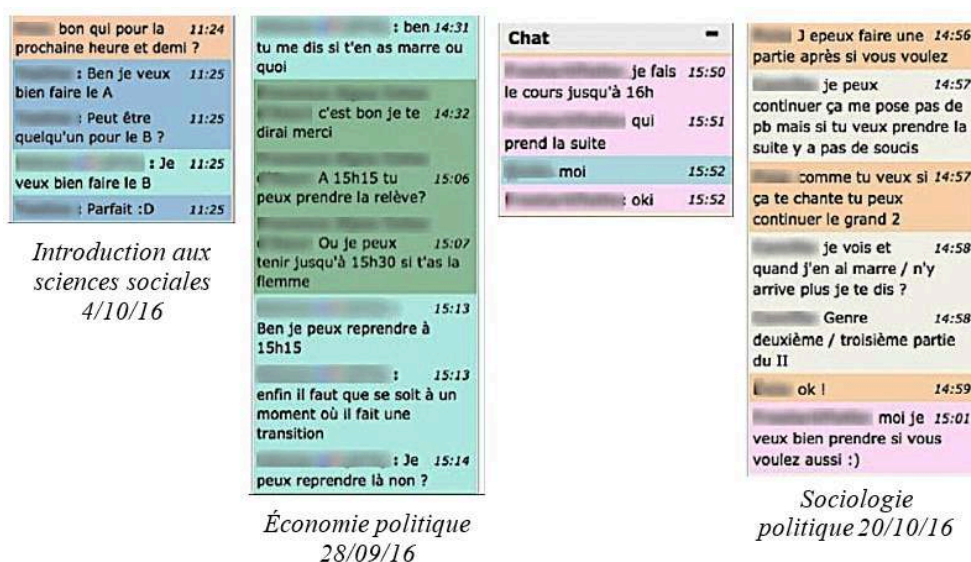 bon qui pour la 11:24
prochaine heure et demi ?
: Ben je veux 11:25
bien faire le A
: Peut être 11:25
quelqu'un pour le B ?
: Je 11:25
veux bien faire le B
: Parfait :D 11:25
Introduction aux
sciences sociales
4/10/16
: ben 14:31
tu me dis si t'en as marre ou
quoi
c'est bon je te 14:32
dirai merci
A 15h15 tu 15:06
peux prendre la relève?
Ou je peux 15:07
tenir jusqu'à 15h30 si t'as la
flemme
15:13
Ben je peux reprendre à
15h15
: 15:13
enfin il faut que se soit à un
moment où il fait une
transition
: Je 15:14
peux reprendre là non ?
Économie politique
28/09/16
Chat
je fais 15:50
le cours jusqu'à 16h
qui 15:51
prend la suite
moi 15:52
: oki 15:52
J epeux faire une 14:56
partie après si vous voulez
je peux 14:57
continuer ça me pose pas de
pb mais si tu veux prendre la
suite y a pas de soucis
comme tu veux si 14:57
ça te chante tu peux
continuer le grand 2
je vois et 14:58
quand j'en ai marre / n'y
arrive plus je te dis ?
Genre 14:58
deuxième / troisième partie
du II
ok ! 14:59
moi je 15:01
veux bien prendre si vous
voulez aussi :)
Sociologie
politique 20/10/16